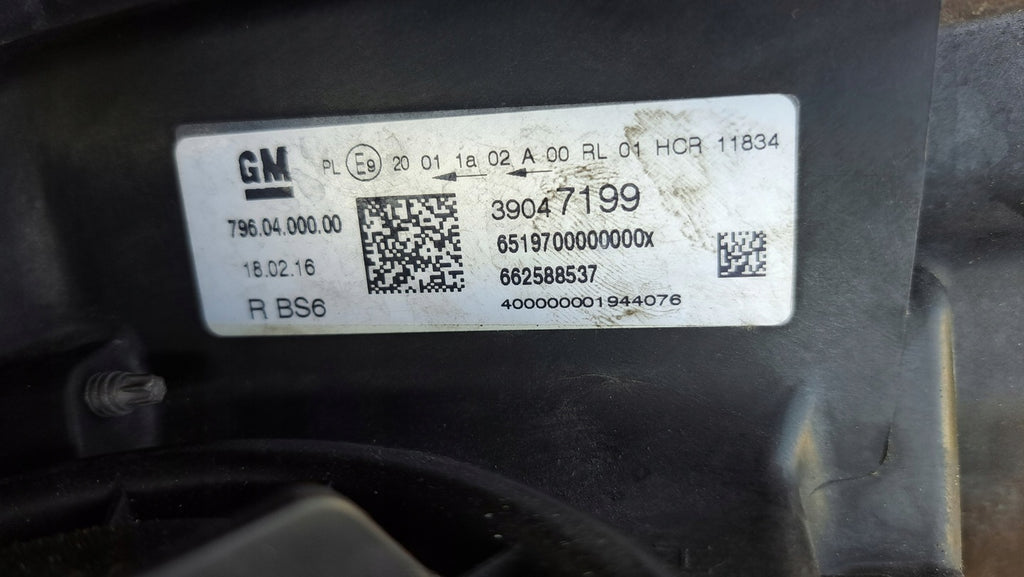 GM PL E9 20 01 1a 02 A 00 RL 01 HCR 11834
796.04.000.00 39047199
6519700000000X
18.02.16 662588537
R BS6 400000001944076